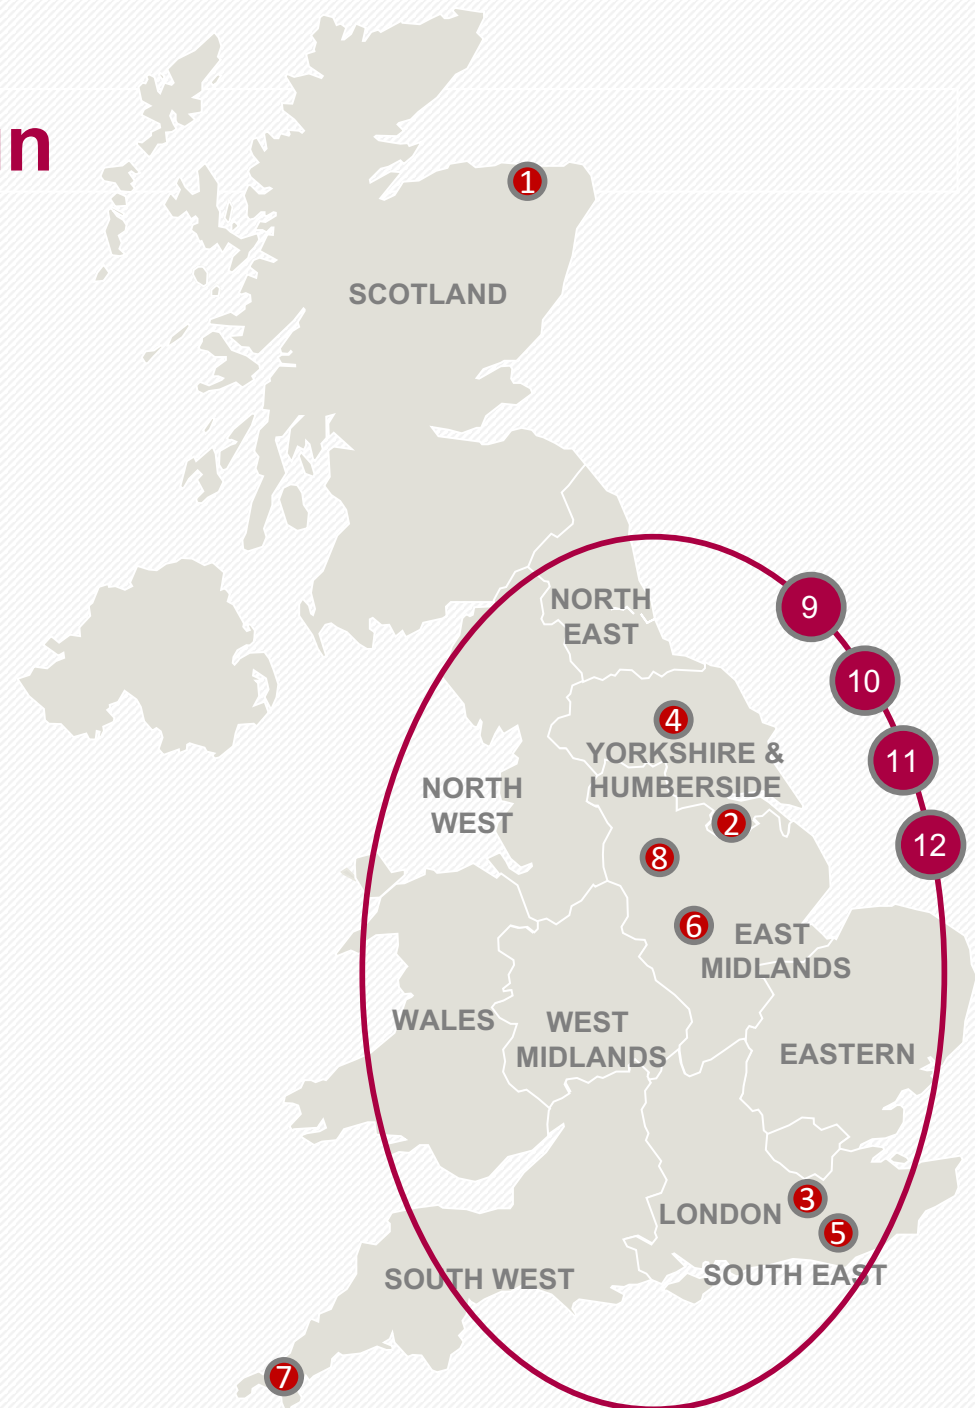 1
SCOTLAND
NORTH
EAST
9
10
4
YORKSHIRE &
HUMBERSIDE
11
NORTH
WEST
2
12
8
6
EAST
MIDLANDS
WALES
WEST
MIDLANDS
EASTERN
3
LONDON
5
SOUTH WEST
SOUTH EAST
7